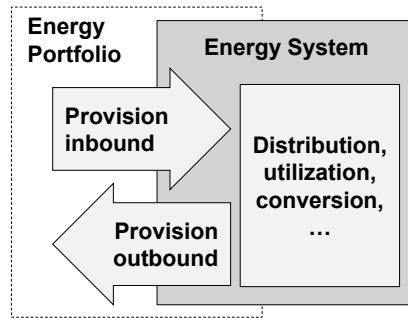 Energy
Portfolio
Energy System
Provision
inbound
Distribution,
utilization,
conversion,
…
Provision
outbound